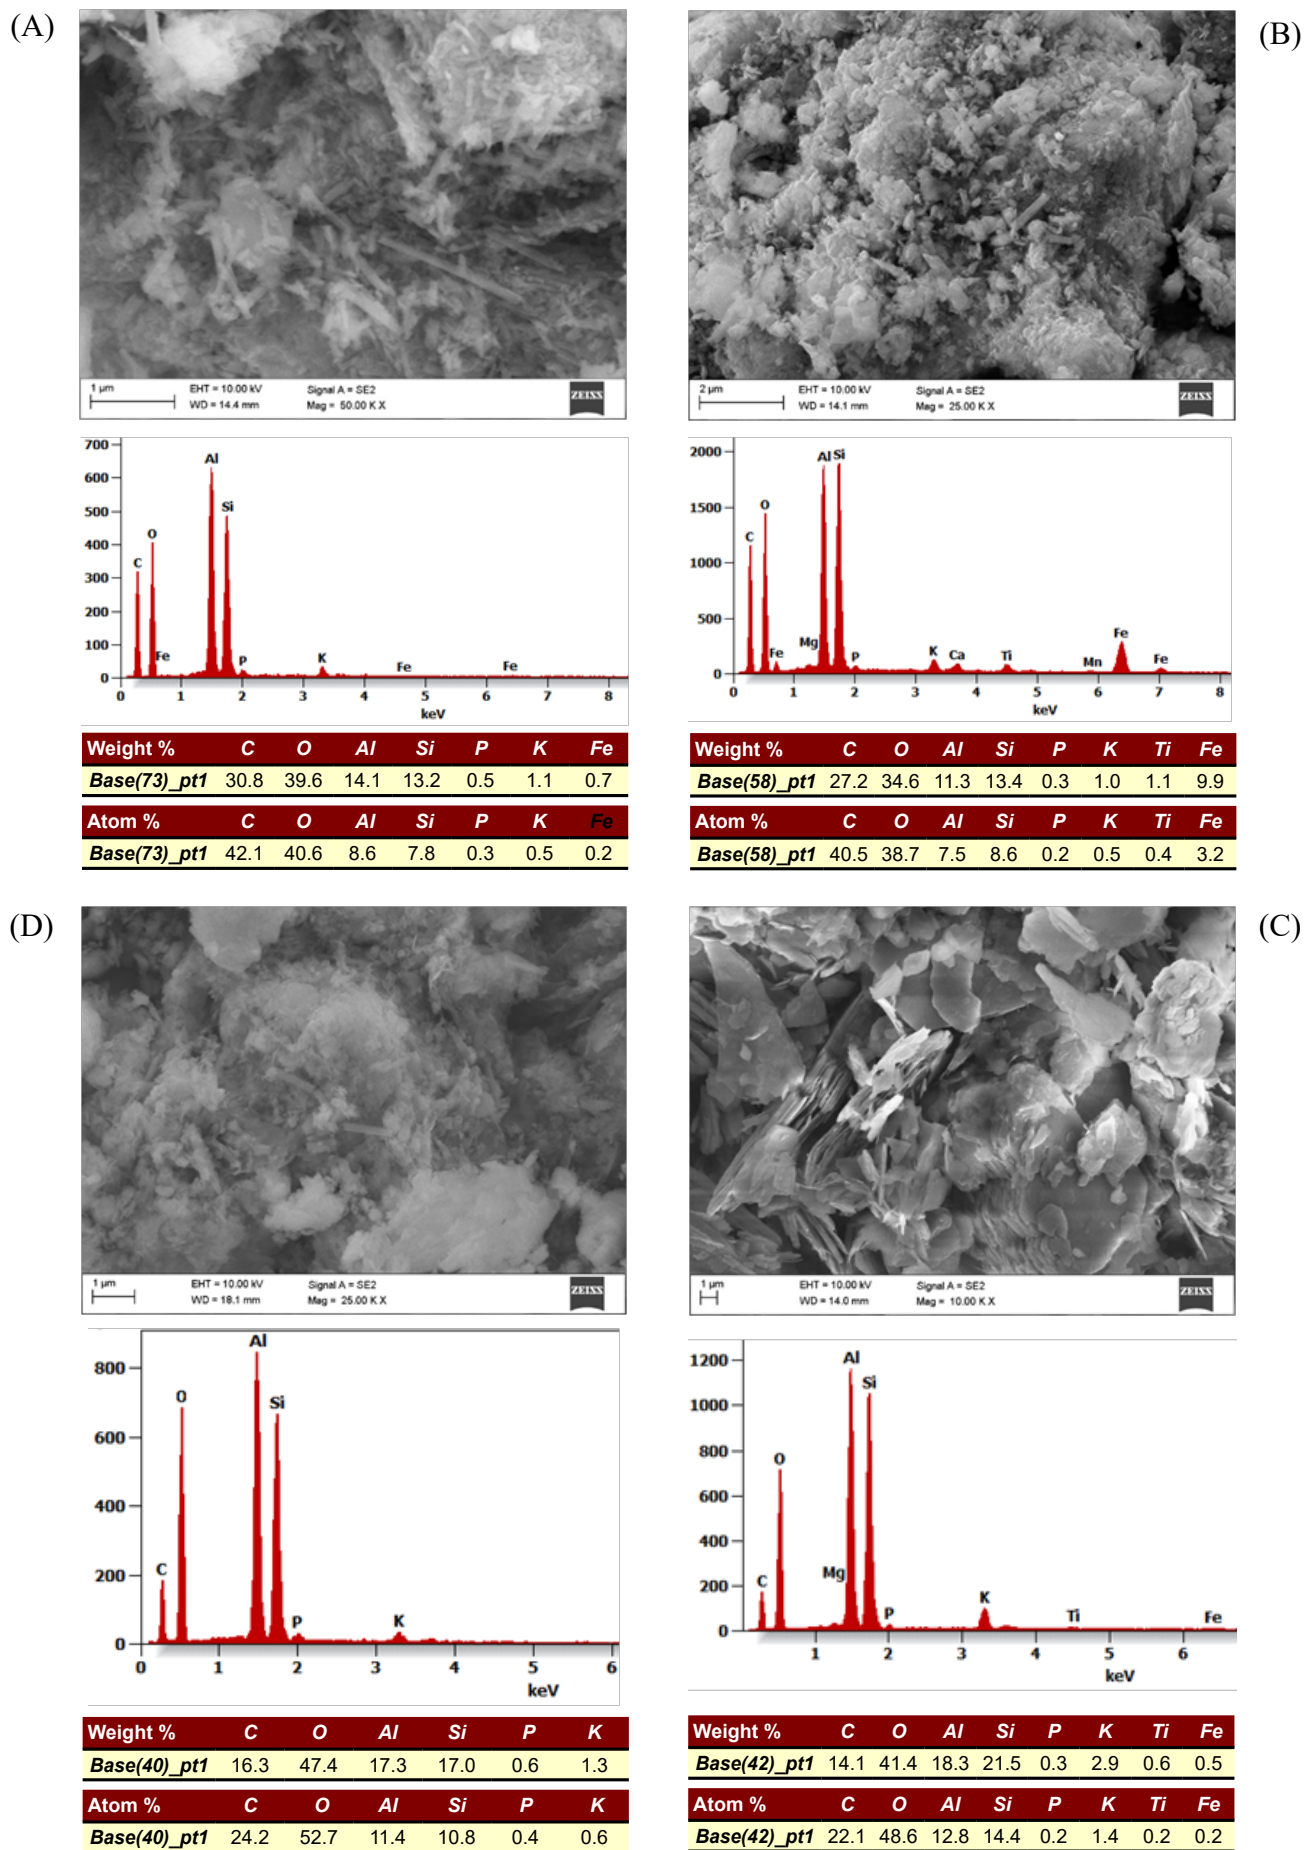 (A)
1 µm EHT = 10.00 kV Signal A = SE2 ZEISS
WD = 14.4 mm Mag = 50.00 K X
700
600
500
400
300
200
100
0
C O Fe Al Si P K Fe Fe
0 1 2 3 4 5 6 7 8
keV
Weight % C O Al Si P K Fe
Base(73)_pt1 30.8 39.6 14.1 13.2 0.5 1.1 0.7
Atom % C O Al Si P K Fe
Base(73)_pt1 42.1 40.6 8.6 7.8 0.3 0.5 0.2
(B)
2 µm EHT = 10.00 kV Signal A = SE2 ZEISS
WD = 14.1 mm Mag = 25.00 K X
2000
1500
1000
500
0
C O Fe Mg Al Si P K Ca Ti Mn Fe Fe
0 1 2 3 4 5 6 7 8
keV
Weight % C O Al Si P K Ti Fe
Base(58)_pt1 27.2 34.6 11.3 13.4 0.3 1.0 1.1 9.9
Atom % C O Al Si P K Ti Fe
Base(58)_pt1 40.5 38.7 7.5 8.6 0.2 0.5 0.4 3.2
(D)
1 µm EHT = 10.00 kV Signal A = SE2 ZEISS
WD = 18.1 mm Mag = 25.00 K X
800
600
400
200
0
C O Al Si P K
0 1 2 3 4 5 6
keV
Weight % C O Al Si P K
Base(40)_pt1 16.3 47.4 17.3 17.0 0.6 1.3
Atom % C O Al Si P K
Base(40)_pt1 24.2 52.7 11.4 10.8 0.4 0.6
(C)
1 µm EHT = 10.00 kV Signal A = SE2 ZEISS
WD = 14.0 mm Mag = 10.00 K X
1200
1000
800
600
400
200
0
C O Mg Al Si P K Ti Fe
1 2 3 4 5 6
keV
Weight % C O Al Si P K Ti Fe
Base(42)_pt1 14.1 41.4 18.3 21.5 0.3 2.9 0.6 0.5
Atom % C O Al Si P K Ti Fe
Base(42)_pt1 22.1 48.6 12.8 14.4 0.2 1.4 0.2 0.2